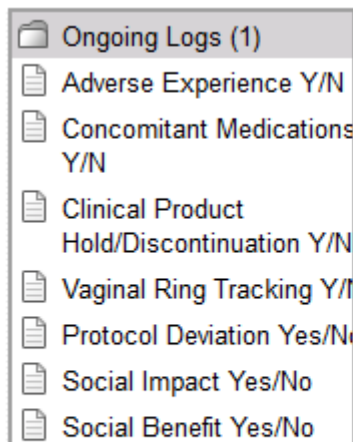 Ongoing Logs (1)
Adverse Experience Y/N
Concomitant Medications
Y/N
Clinical Product
Hold/Discontinuation Y/N
Vaginal Ring Tracking Y/
Protocol Deviation Yes/No
Social Impact Yes/No
Social Benefit Yes/No